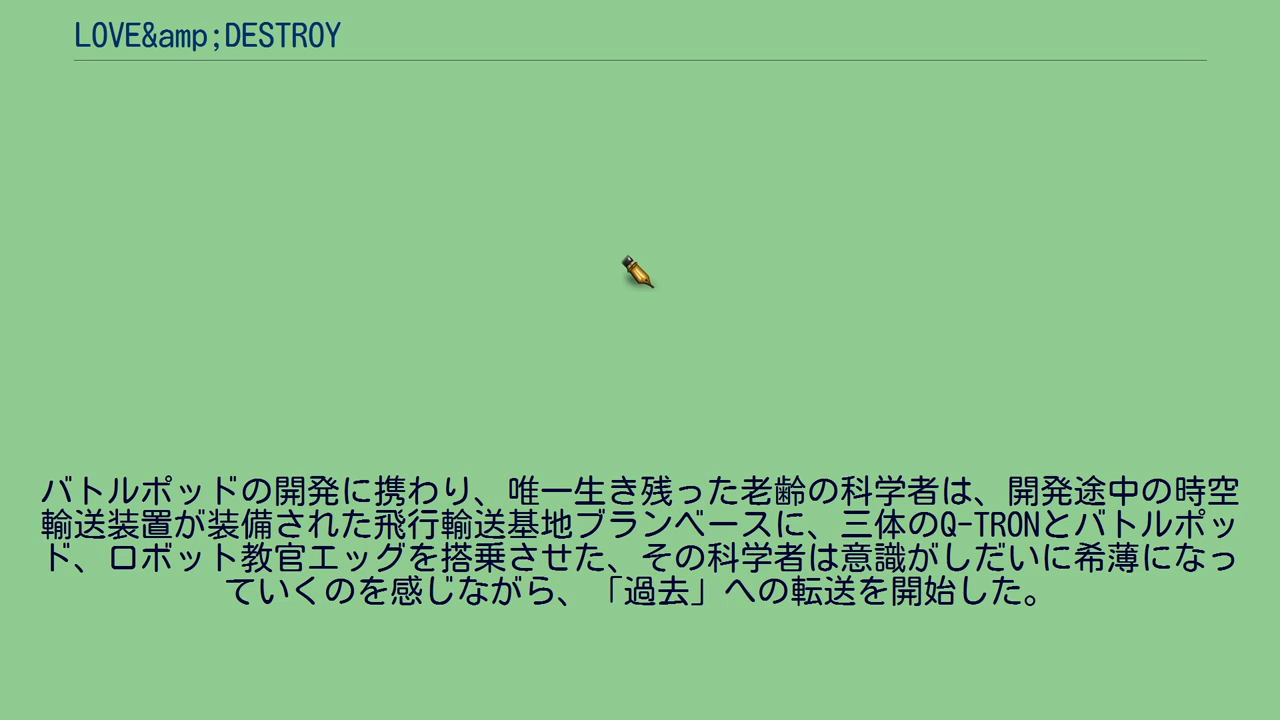 LOVE&amp;DESTROY
バトルポッドの開発に携わり、唯一生き残った老齢の科学者は、開発途中の時空
輸送装置が装備された飛行輸送基地ブランベースに、三体のQ-TRONとバトルポッ
ド、ロボット教官エッグを搭乗させた、その科学者は意識がしだいに希薄になっ
ていくのを感じながら、「過去」への転送を開始した。